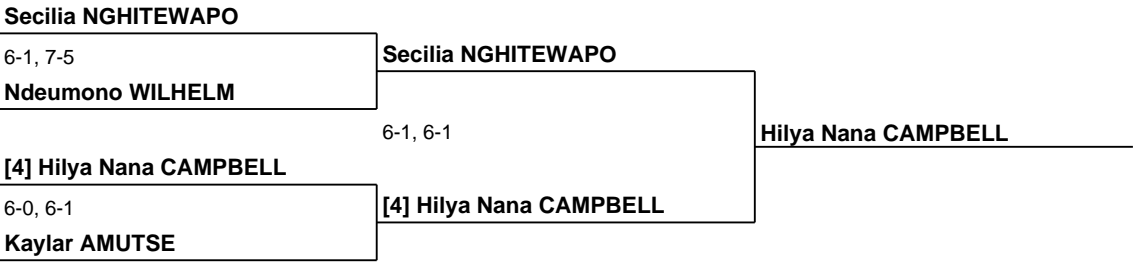 Secilia NGHITEWAPO
6-1, 7-5
Secilia NGHITEWAPO
Ndeumono WILHELM
6-1, 6-1
Hilya Nana CAMPBELL
[4] Hilya Nana CAMPBELL
6-0, 6-1
[4] Hilya Nana CAMPBELL
Kaylar AMUTSE